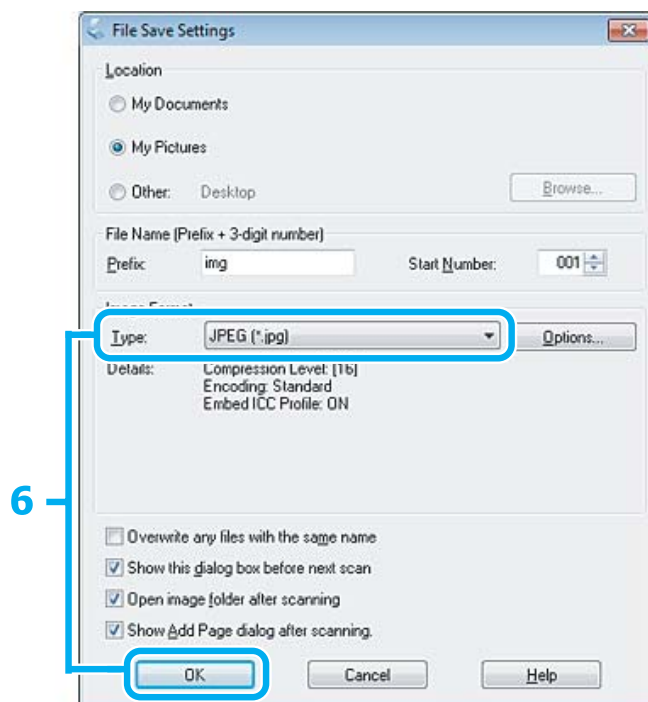 File Save Settings
Location
My Documents
My Pictures
Other: Desktop Browse...
File Name (Prefix + 3-digit number)
Prefix: img Start Number: 001
Image Format
Type: JPEG (*.jpg) Options...
Details: Compression Level: [16]
Encoding: Standard
Embed ICC Profile: ON
6
Overwrite any files with the same name
Show this dialog box before next scan
Open image folder after scanning
Show Add Page dialog after scanning.
OK Cancel Help